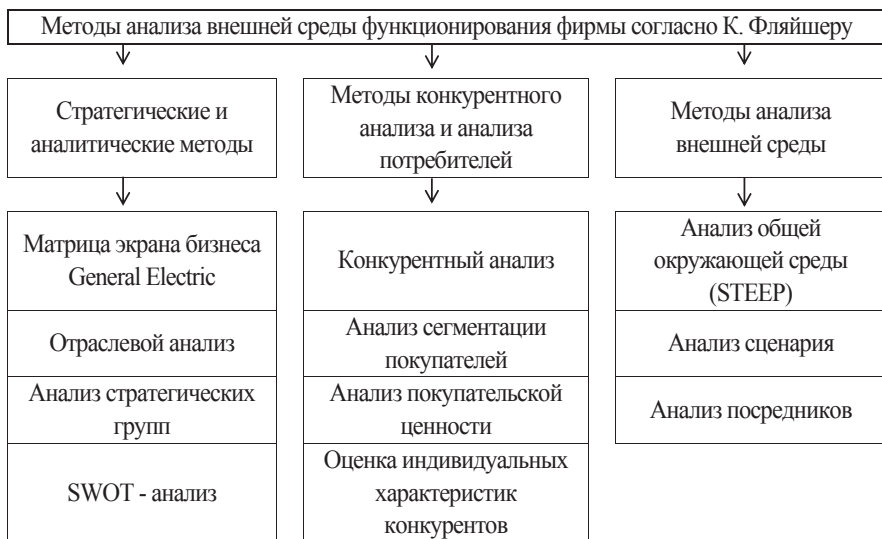 Методы анализа внешней среды функционирования фирмы согласно К. Фляйшеру
Стратегические и
аналитические методы
Матрица экрана бизнеса
General Electric
Отраслевой анализ
Анализ стратегических
групп
SWOT - анализ
Методы конкурентного
анализа и анализа
потребителей
Конкурентный анализ
Анализ сегментации
покупателей
Анализ покупательской
ценности
Оценка индивидуальных
характеристик
конкурентов
Методы анализа
внешней среды
Анализ общей
окружающей среды
(STEEP)
Анализ сценария
Анализ посредников